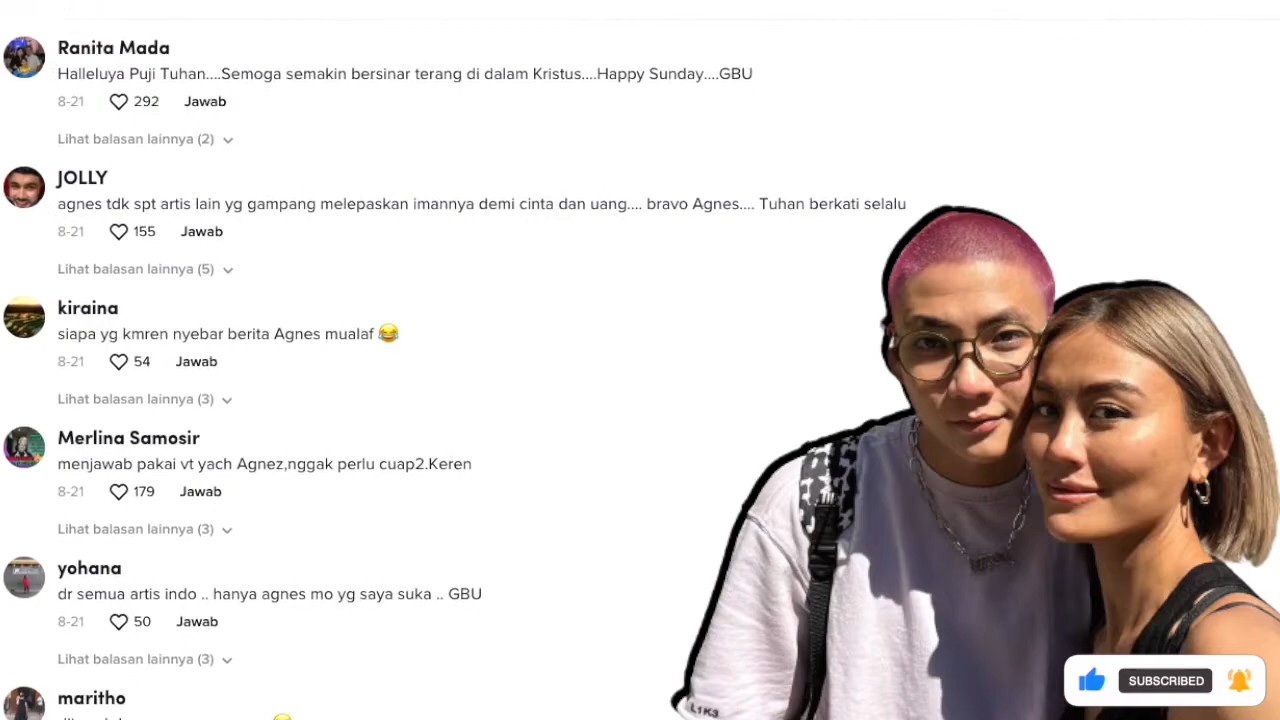 Ranita Mada
Halleluya Puji Tuhan....Semoga semakin bersinar terang di dalam Kristus....Happy Sunday....GBU
8-21 292 Jawab
Lihat balasan lainnya (2)
JOLLY
agnes tdk spt artis lain yg gampang melepaskan imannya demi cinta dan uang.... bravo Agnes.... Tuhan berkati selalu
8-21 155 Jawab
Lihat balasan lainnya (5)
kiraina
siapa yg kmren nyebar berita Agnes mualaf 😂
8-21 54 Jawab
Lihat balasan lainnya (3)
Merlina Samosir
menjawab pakai vt yach Agnez,nggak perlu cuap2.Keren
8-21 179 Jawab
Lihat balasan lainnya (3)
yohana
dr semua artis indo .. hanya agnes mo yg saya suka .. GBU
8-21 50 Jawab
Lihat balasan lainnya (3)
maritho
L1K3
SUBSCRIBED